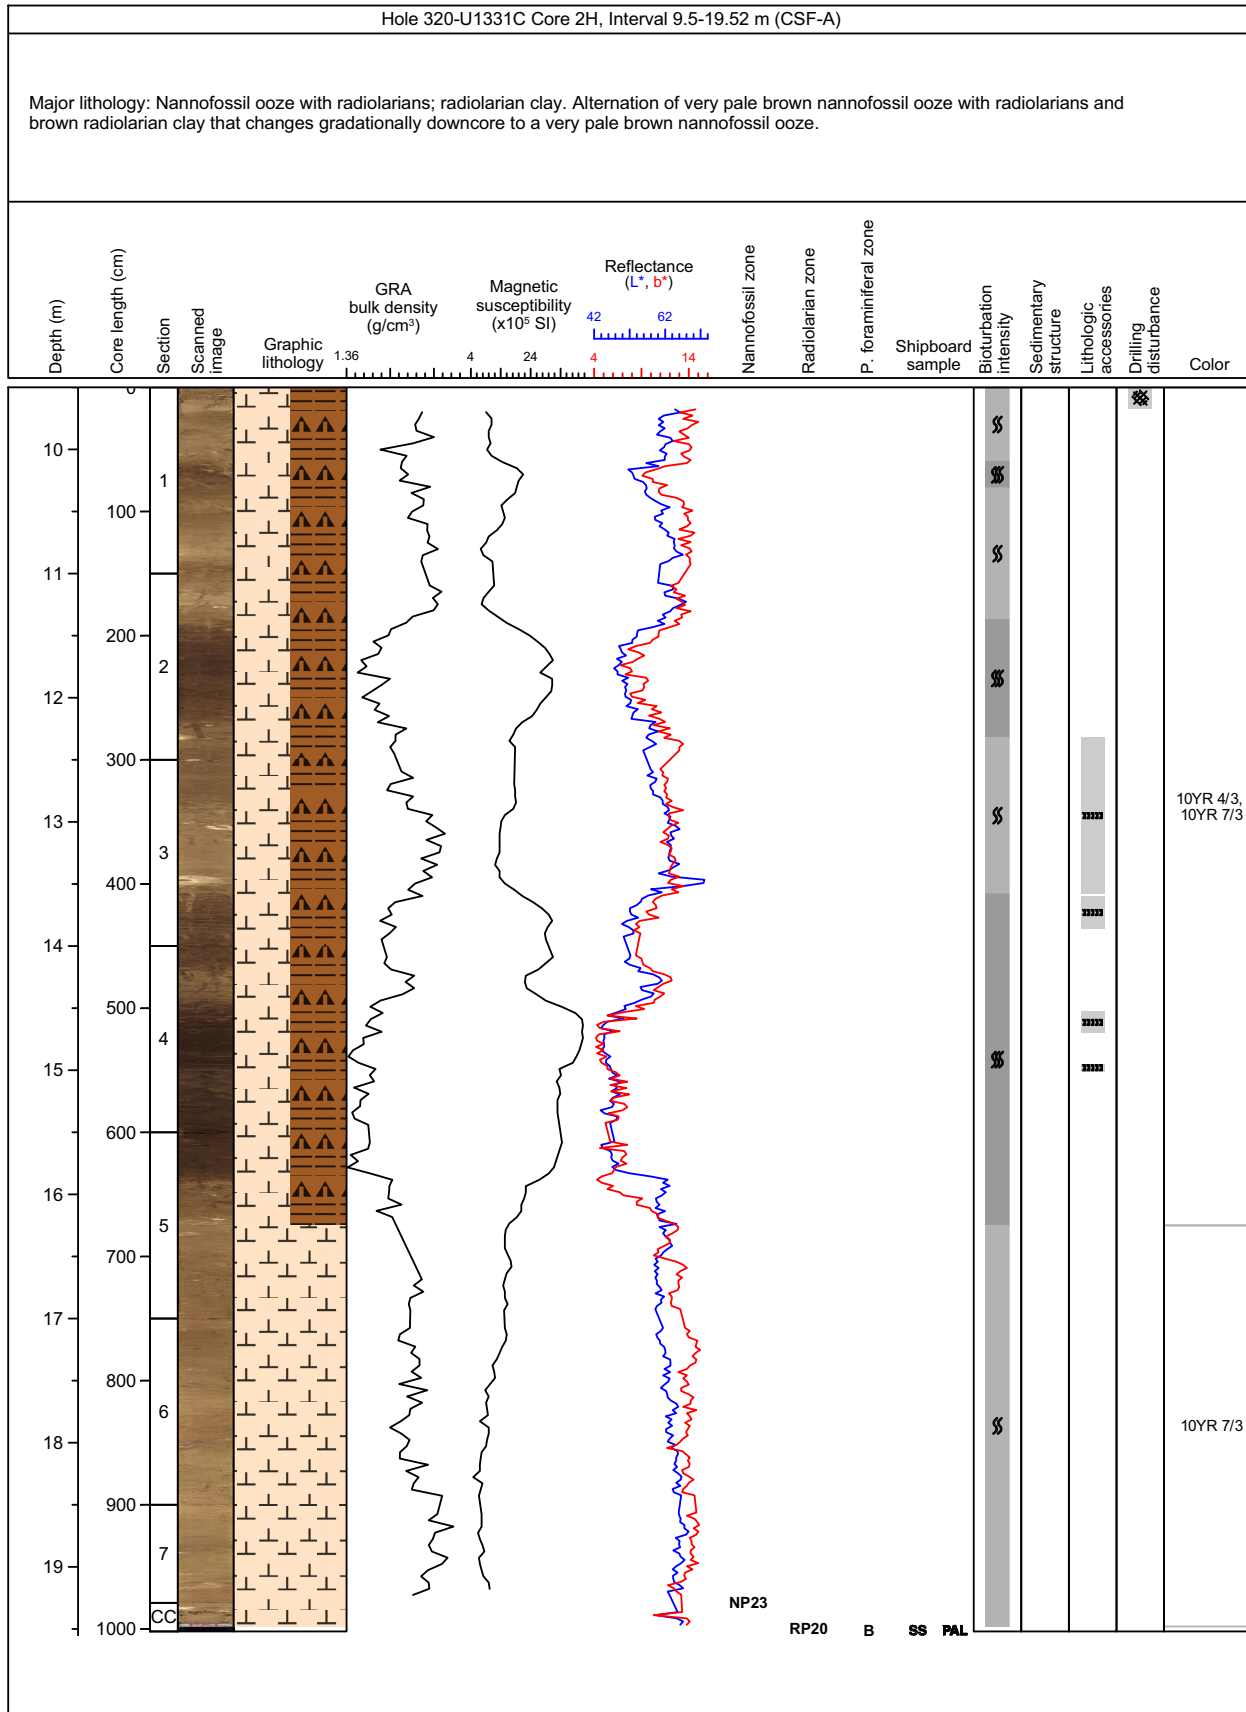 Hole 320-U1331C Core 2H, Interval 9.5-19.52 m (CSF-A)
Major lithology: Nannofossil ooze with radiolarians; radiolarian clay. Alternation of very pale brown nannofossil ooze with radiolarians and
brown radiolarian clay that changes gradationally downcore to a very pale brown nannofossil ooze.
Depth (m)
Core length (cm)
Section
Scanned
image
Graphic
lithology
GRA
bulk density
(g/cm³)
1.36
Magnetic
susceptibility
(x10⁵ SI)
4 24
Reflectance
(L*, b*)
42 62
4 14
Nannofossil zone
Radiolarian zone
P. foraminiferal zone
Shipboard
sample
Bioturbation
intensity
Sedimentary
structure
Lithologic
accessories
Drilling
disturbance
Color
0
10
1
100
11
200
2
12
300
10YR 4/3,
10YR 7/3
13
3
400
14
500
4
15
600
16
5
700
17
800
6
18
10YR 7/3
900
7
19
NP23
CC
1000
RP20 B SS PAL